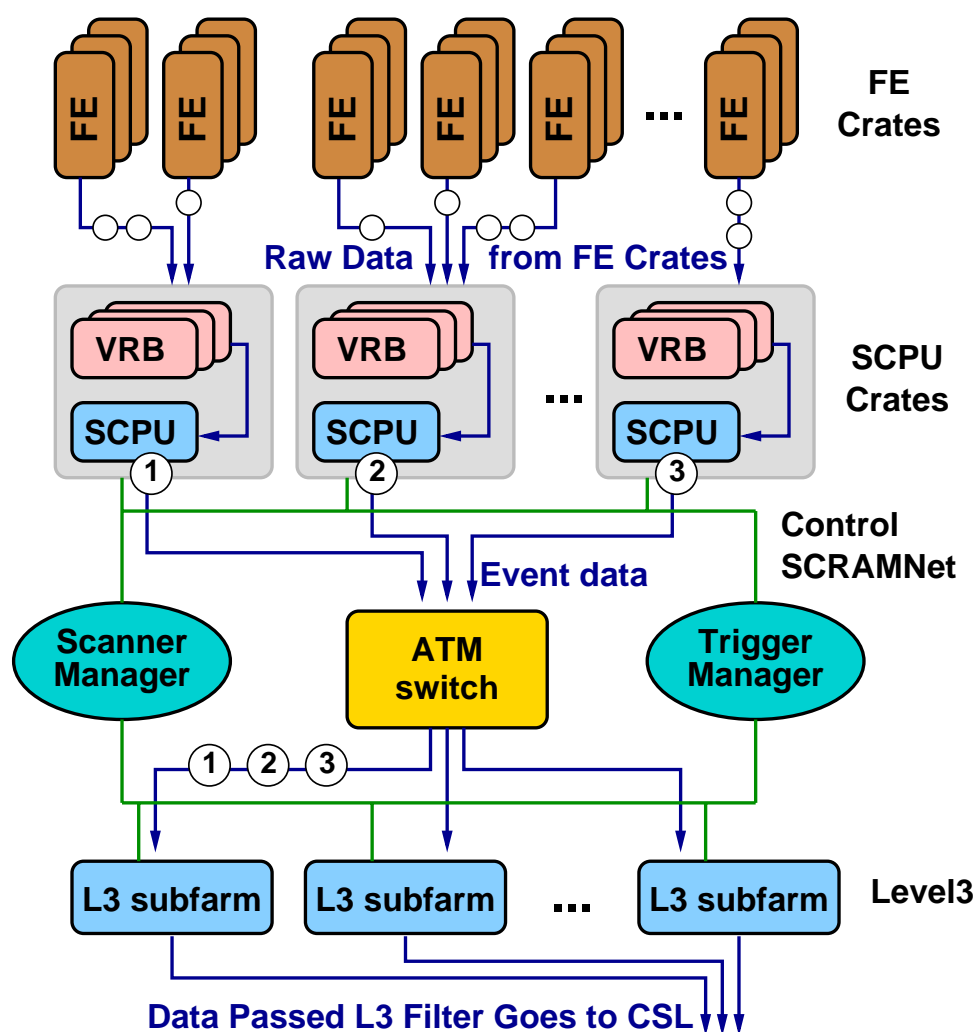 FE FE FE FE FE ... FE
FE
Crates
Raw Data from FE Crates
VRB VRB VRB
SCPU
Crates
...
SCPU SCPU SCPU
1 2 3
Control
SCRAMNet
Event data
Scanner
Manager
ATM
switch
Trigger
Manager
1 2 3
L3 subfarm L3 subfarm ... L3 subfarm
Level3
Data Passed L3 Filter Goes to CSL